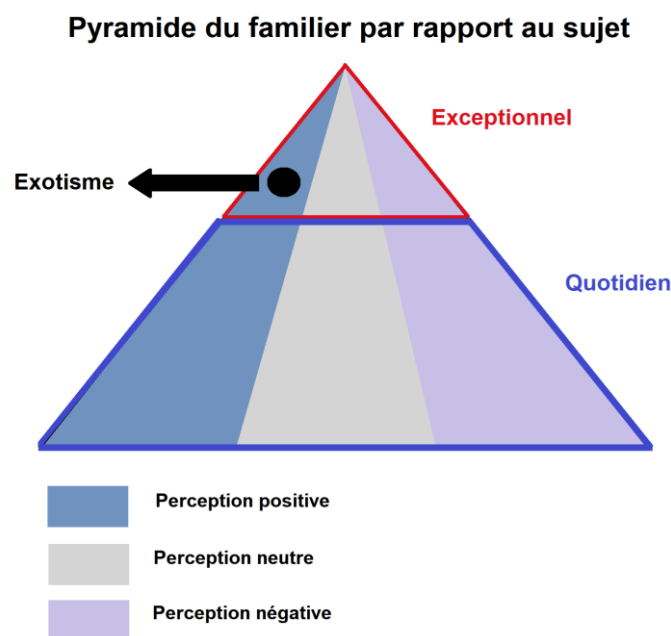 Pyramide du familier par rapport au sujet
Exceptionnel
Exotisme
Quotidien
Perception positive
Perception neutre
Perception négative